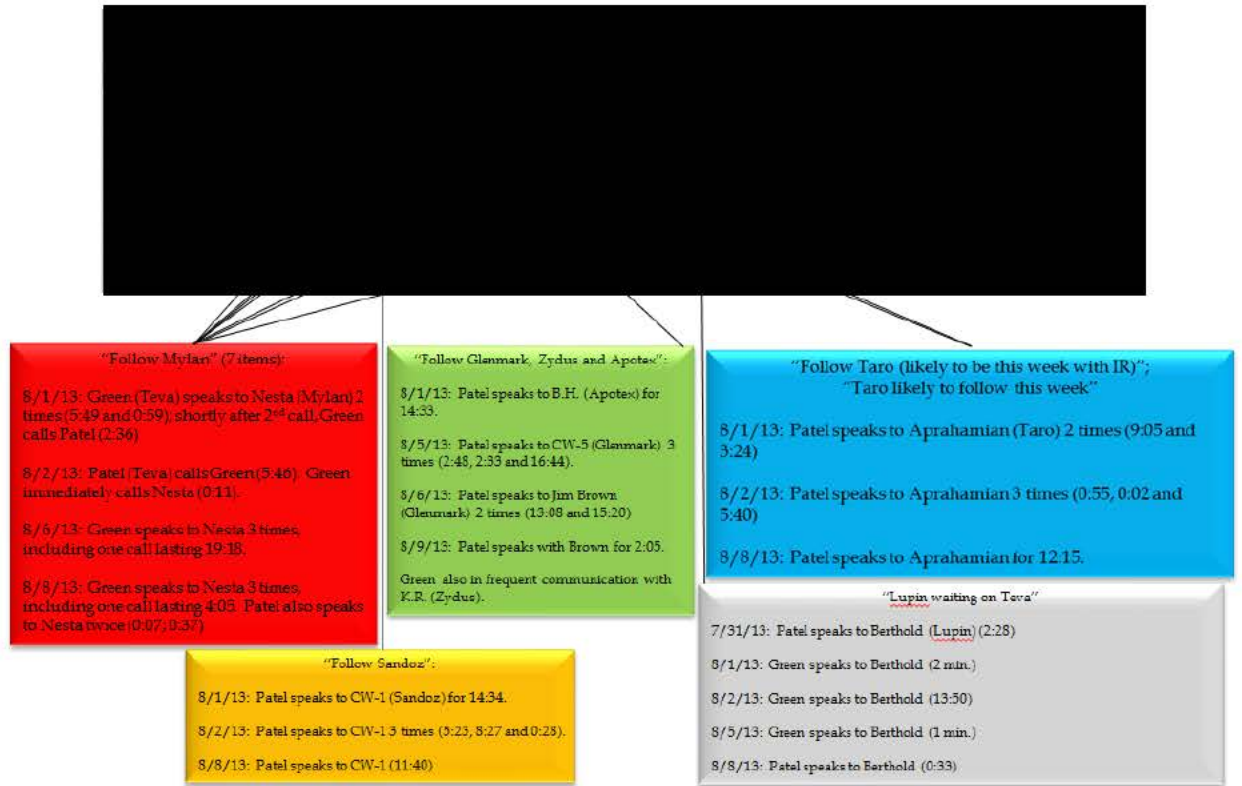 "Follow Mylan" (7 items):
8/1/13: Green (Teva) speaks to Nesta (Mylan) 2
times (5:49 and 0:59); shortly after 2nd call, Green
calls Patel (2:36)
8/2/13: Patel (Teva) calls Green (5:46). Green
immediately calls Nesta (0:11).
8/6/13: Green speaks to Nesta 3 times,
including one call lasting 19:18.
8/8/13: Green speaks to Nesta 3 times,
including one call lasting 4:05. Patel also speaks
to Nesta twice (0:07; 0:37)
"Follow Glenmark, Zydus and Apotex":
8/1/13: Patel speaks to B.H. (Apotex) for
14:33.
8/5/13: Patel speaks to CW-5 (Glenmark) 3
times (2:48, 2:33 and 16:44).
8/6/13: Patel speaks to Jim Brown
(Glenmark) 2 times (13:08 and 15:20)
8/9/13: Patel speaks with Brown for 2:05.
Green also in frequent communication with
K.R. (Zydus).
"Follow Taro (likely to be this week with IR)";
"Taro likely to follow this week"
8/1/13: Patel speaks to Aprahamian (Taro) 2 times (9:05 and
3:24)
8/2/13: Patel speaks to Aprahamian 3 times (0:55, 0:02 and
5:40)
8/8/13: Patel speaks to Aprahamian for 12:15.
"Follow Sandoz":
8/1/13: Patel speaks to CW-1 (Sandoz) for 14:34.
8/2/13: Patel speaks to CW-1 3 times (5:23, 8:27 and 0:28).
8/8/13: Patel speaks to CW-1 (11:40)
"Lupin waiting on Teva"
7/31/13: Patel speaks to Berthold (Lupin) (2:28)
8/1/13: Green speaks to Berthold (2 min.)
8/2/13: Green speaks to Berthold (13:50)
8/5/13: Green speaks to Berthold (1 min.)
8/8/13: Patel speaks to Berthold (0:33)